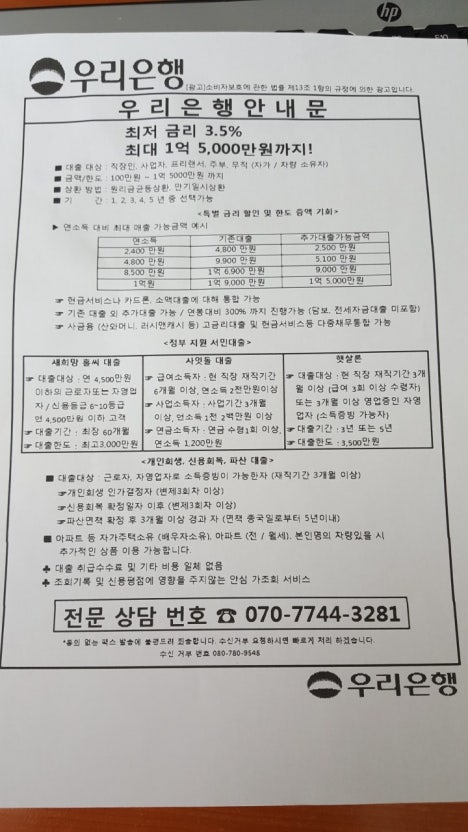 hp
우리은행 [광고]소비자보호에 관한 법률 제13조 1항의 규정에 의한 광고입니다.
우리은행안내문
최저 금리 3.5%
최대 1억 5,000만원까지!
■ 대출 대상 : 직장인, 사업자, 프리랜서, 주부, 무직 (자가 / 차량 소유자)
■ 금액/한도 : 100만원 ~ 1억 5000만원 까지
■ 상환 방법 : 원리금균등상환, 만기일시상환
■ 기 간 : 1, 2, 3, 4, 5 년 중 선택가능
<특별 금리 할인 및 한도 증액 기회>
▶ 연소득 대비 최대 매출 가능금액 예시
연소득 기존대출 추가대출가능금액
2,400 만원 4,800 만원 2,500 만원
4,800 만원 9,900 만원 5,100 만원
8,500 만원 1억 6,900 만원 9,000 만원
1억원 1억 9,000 만원 1억 5,000 만원
☞ 현금서비스나 카드론, 소액대출에 대해 통합 가능
☞ 기존 대출 외 추가대출 가능 / 연봉대비 300% 까지 진행가능 (담보, 전세자금대출 미포함)
☞ 사금융 (산와머니, 러시앤캐시 등) 고금리대출 및 현금서비스등 다중채무통합 가능
<정부 지원 서민대출>
새희망 홀씨 대출
☞ 대출대상 : 연 4,500만원
이하의 근로자또는 자영업
자 / 신용등급 6~10등급
연 4,500만원 이하 고객
☞ 대출기간 : 최장 60개월
☞ 대출한도 : 최고3,000만원
사잇돌 대출
☞ 급여소득자 : 현 직장 재직기간
6개월 이상, 연소득 2천만원이상
☞ 사업소득자 : 사업기간 3개월
이상, 연소득 1천 2백만원 이상
☞ 연금소득자 : 연금 수령1회 이상,
연소득 1,200만원
햇살론
☞ 대출대상 : 현 직장 재직기간 3개
월 이상 (급여 3회 이상 수령자)
또는 3개월 이상 영업중인 자영
업자 (소득증빙 가능자)
☞ 대출기간 : 3년 또는 5년
☞ 대출한도 : 3,500만원
<개인회생, 신용회복, 파산 대출>
■ 대출대상 : 근로자, 자영업자로 소득증빙이 가능한자 (재직기간 3개월 이상)
☞개인회생 인가결정자 (변제3회차 이상)
☞신용회복 확정일자 이후 (변제3회차 이상)
☞파산면책 확정 후 3개월 이상 경과 자 (면책 종국일로부터 5년이내)
■ 아파트 등 자가주택소유 (배우자소유), 아파트 (전 / 월세), 본인명의 차량있을 시
추가적인 상품 이용 가능합니다.
♣ 대출 취급수수료 및 기타 비용 일체 없음
♣ 조회기록 및 신용평점에 영향을 주지않는 안심 가조회 서비스
전문 상담 번호 ☎ 070-7744-3281
*동의 없는 팩스 발송에 불편드려 죄송합니다. 수신거부 요청하시면 빠르게 처리 하겠습니다.
수신 거부 번호 080-780-9548
우리은행